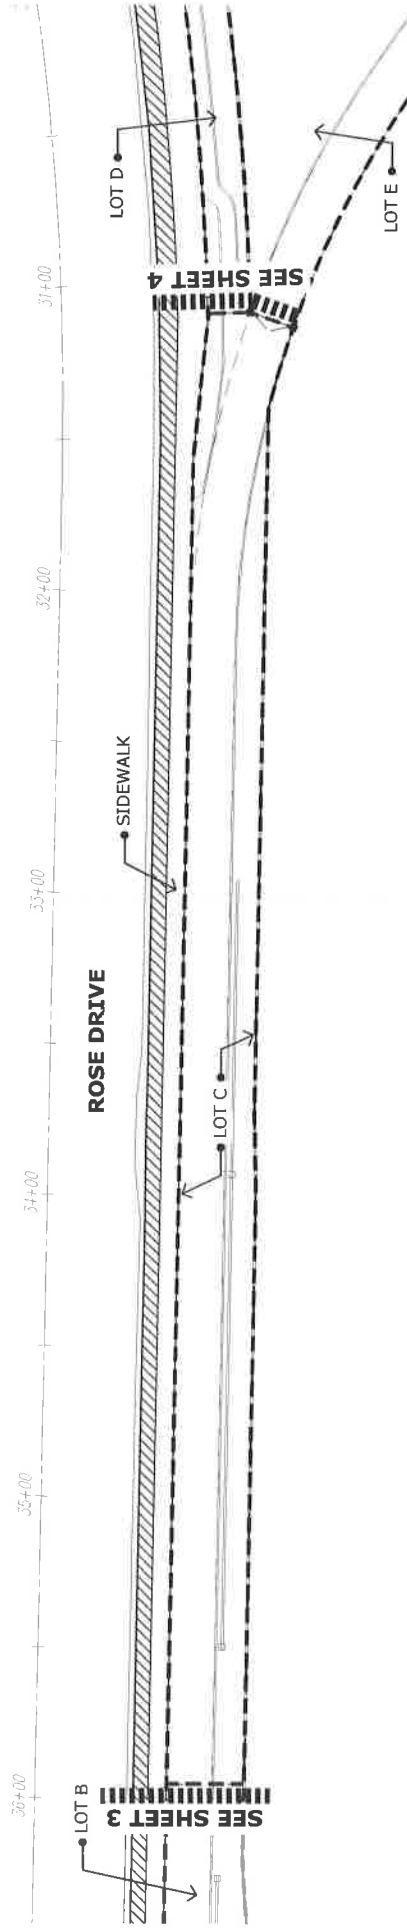 LOT D
LOT E
SEE SHEET 4
31+00
32+00
SIDEWALK
33+00
ROSE DRIVE
LOT C
34+00
35+00
36+00
LOT B
SEE SHEET 3